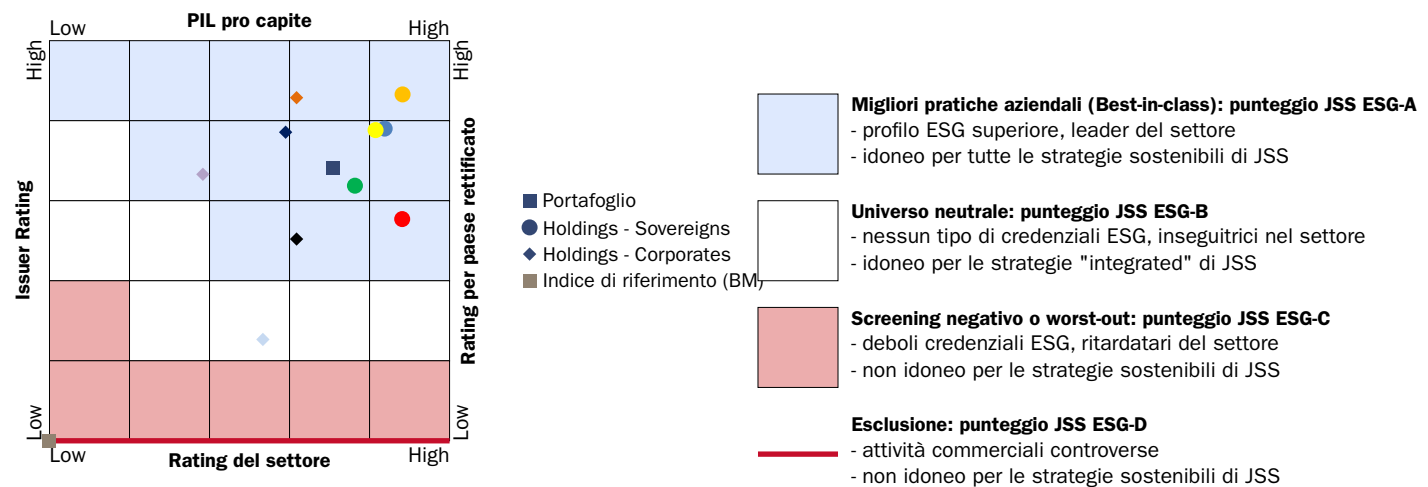 PIL pro capite
Low
High
High
High
Issuer Rating
Rating per paese rettificato
Low
Low
Low
High
Rating del settore
Portafoglio
Holdings - Sovereigns
Holdings - Corporates
Indice di riferimento (BM)
Migliori pratiche aziendali (Best-in-class): punteggio JSS ESG-A
- profilo ESG superiore, leader del settore
- idoneo per tutte le strategie sostenibili di JSS
Universo neutrale: punteggio JSS ESG-B
- nessun tipo di credenziali ESG, inseguitrici nel settore
- idoneo per le strategie "integrated" di JSS
Screening negativo o worst-out: punteggio JSS ESG-C
- deboli credenziali ESG, ritardatari del settore
- non idoneo per le strategie sostenibili di JSS
Esclusione: punteggio JSS ESG-D
- attività commerciali controverse
- non idoneo per le strategie sostenibili di JSS